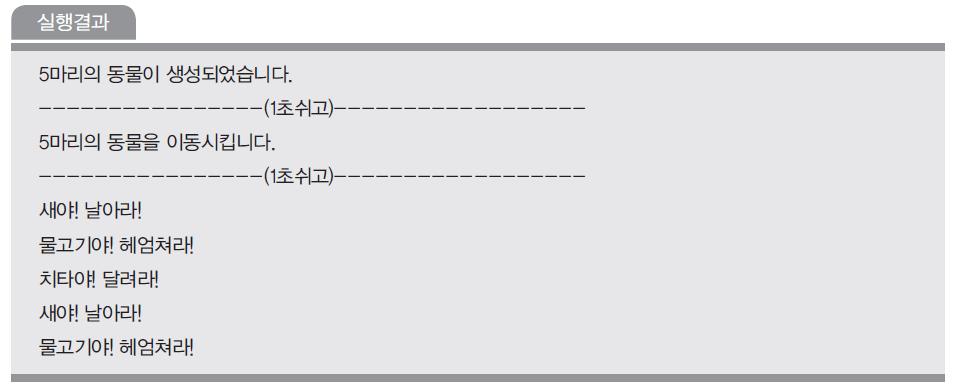 실행결과
5마리의 동물이 생성되었습니다.
----------------(1초쉬고)------------------
5마리의 동물을 이동시킵니다.
----------------(1초쉬고)------------------
새야! 날아라!
물고기야! 헤엄쳐라!
치타야! 달려라!
새야! 날아라!
물고기야! 헤엄쳐라!